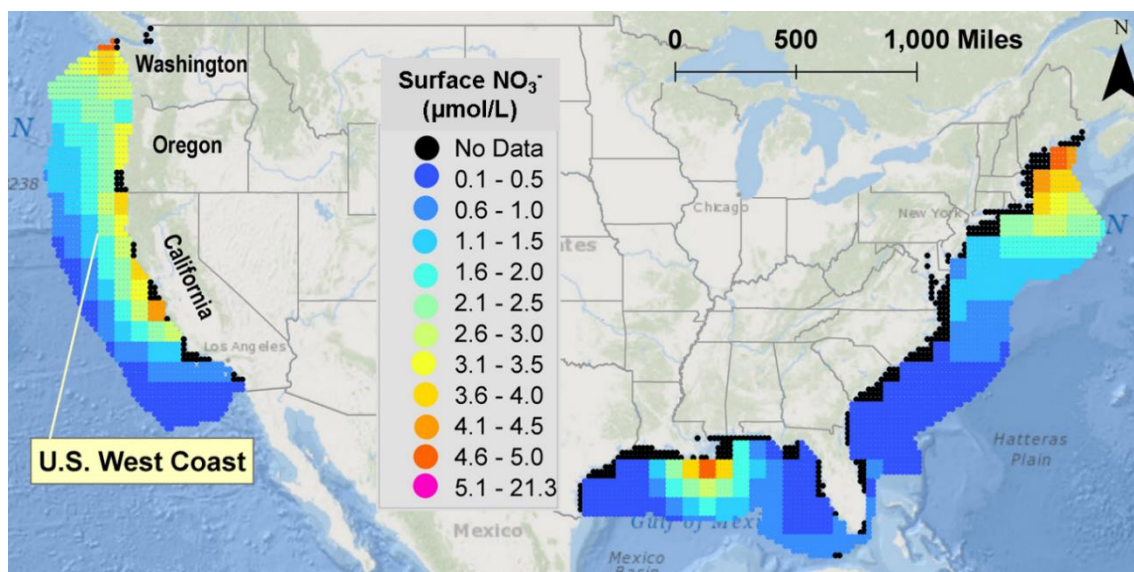 0 500 1,000 Miles
N
Washington
Surface NO₃⁻
(µmol/L)
No Data
0.1 - 0.5
0.6 - 1.0
1.1 - 1.5
1.6 - 2.0
2.1 - 2.5
2.6 - 3.0
3.1 - 3.5
3.6 - 4.0
4.1 - 4.5
4.6 - 5.0
5.1 - 21.3
N
Oregon
238
California
Los Angeles
U.S. West Coast
Chicago
New York
N
ates
Hatteras
Plain
Gulf of Mex
Mexico
Mexico
Basin